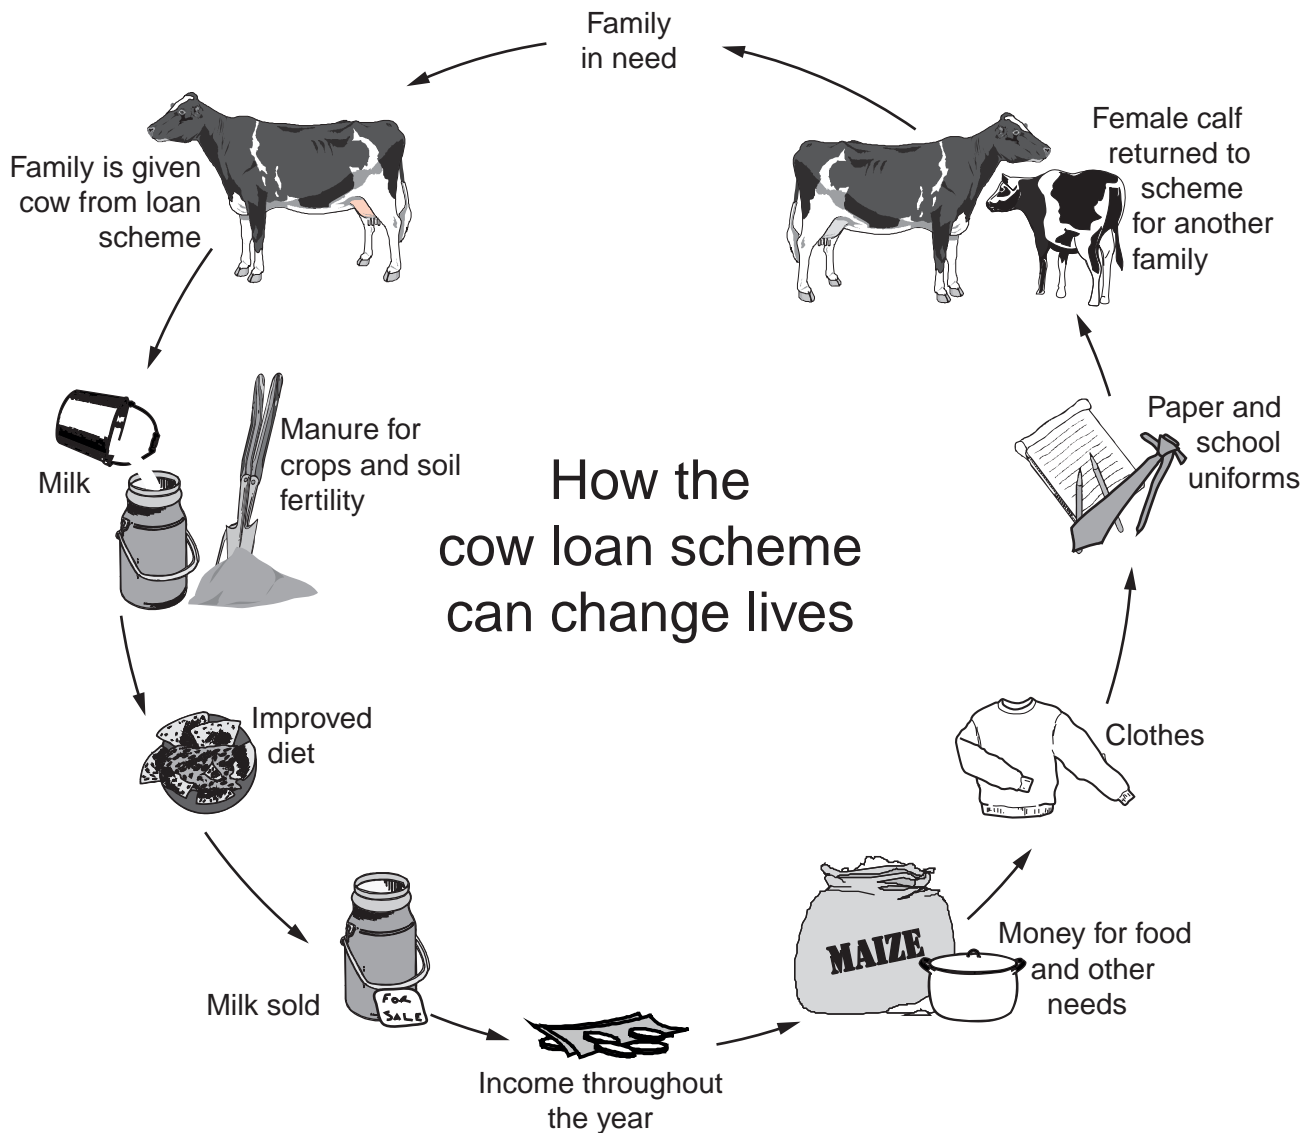 Family
in need
Family is given
cow from loan
scheme
Milk
Manure for
crops and soil
fertility
Improved
diet
Milk sold
FOR
SALE
Income throughout
the year
MAIZE
Money for food
and other
needs
Clothes
Paper and
school
uniforms
Female calf
returned to
scheme
for another
family
How the
cow loan scheme
can change lives